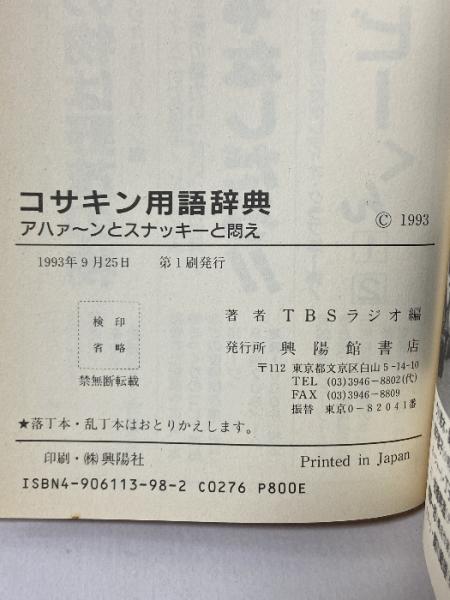 コサキン用語辞典
アハァ〜ンとスナッキーと悶え
© 1993
1993年9月25日 第1刷発行
検印
省略
禁無断転載
著者 TBSラジオ編
発行所 興陽館書店
〒112 東京都文京区白山5-14-10
TEL (03)3946-8802(代)
FAX (03)3946-8809
振替 東京0-82041番
★落丁本・乱丁本はおとりかえします。
印刷・㈱興陽社 Printed in Japan
ISBN4-906113-98-2 C0276 P800E